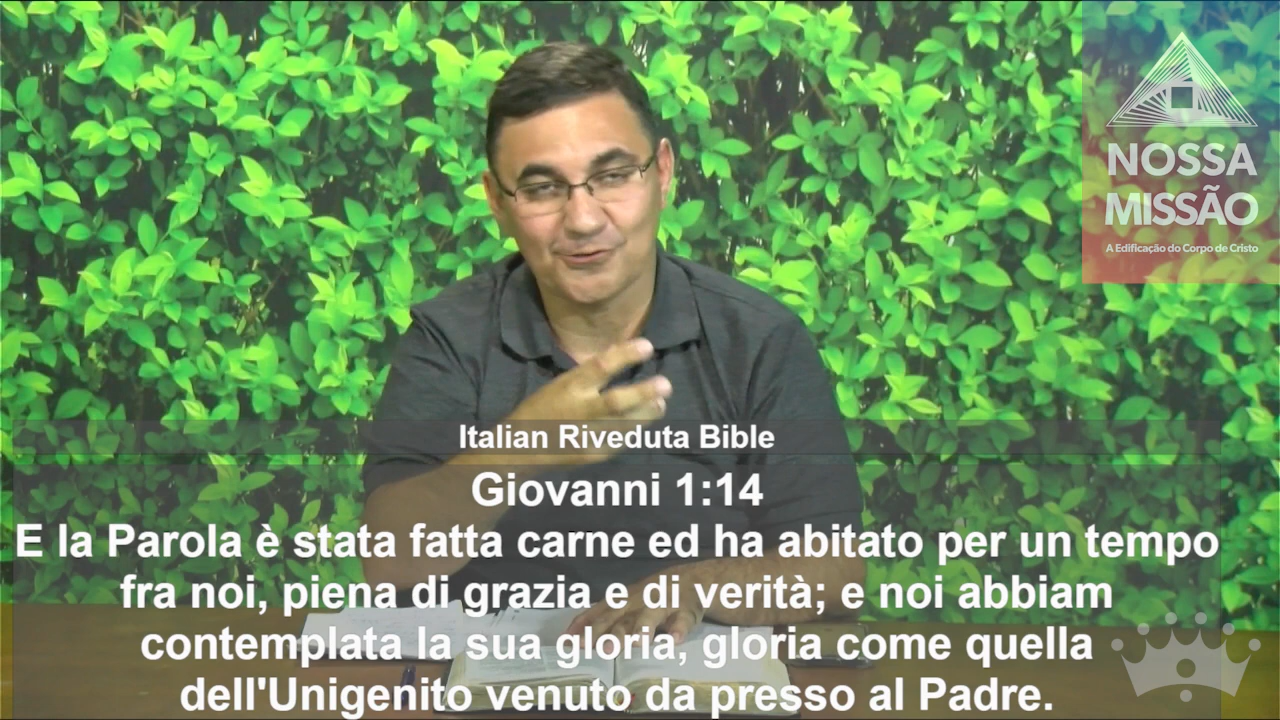 NOSSA
MISSÃO
A Edificação do Corpo de Cristo
Italian Riveduta Bible
Giovanni 1:14
E la Parola è stata fatta carne ed ha abitato per un tempo
fra noi, piena di grazia e di verità; e noi abbiam
contemplata la sua gloria, gloria come quella
dell'Unigenito venuto da presso al Padre.